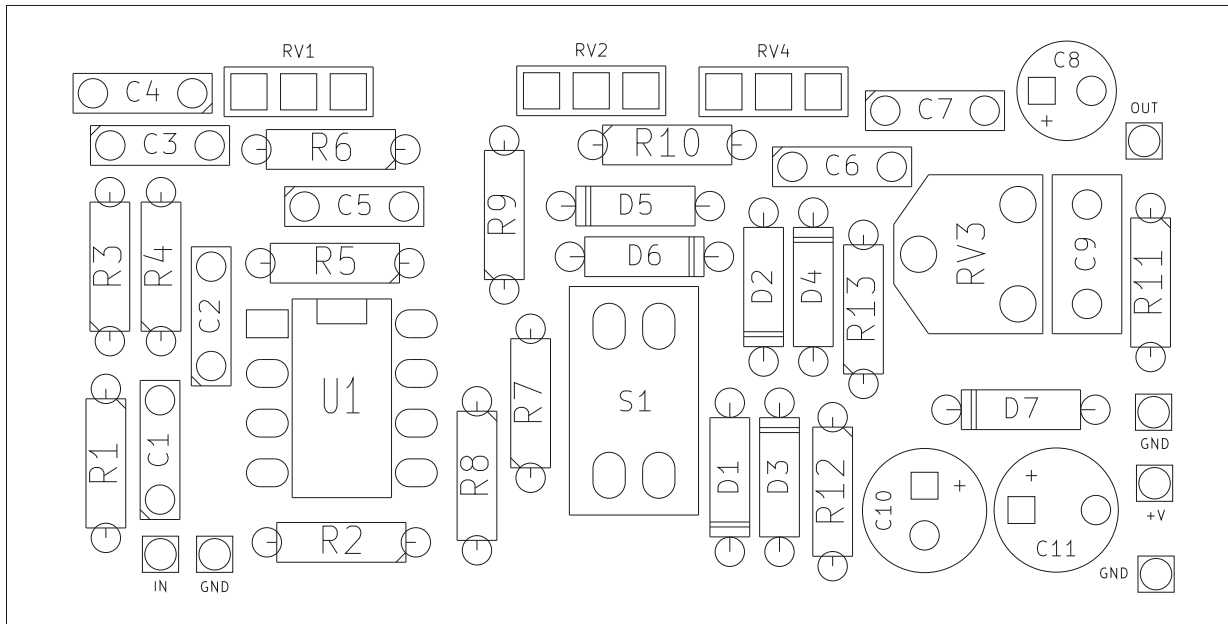 RV1
RV2
RV4
C8
C4
C7
OUT
C3
R6
R10
C6
C5
R9
D5
R3
R4
R5
D6
D2
D4
R13
RV3
C9
R11
C2
U1
R7
S1
D7
R1
C1
R8
D1
D3
R12
C10
+
+
+
C11
GND
+V
R2
IN
GND
GND